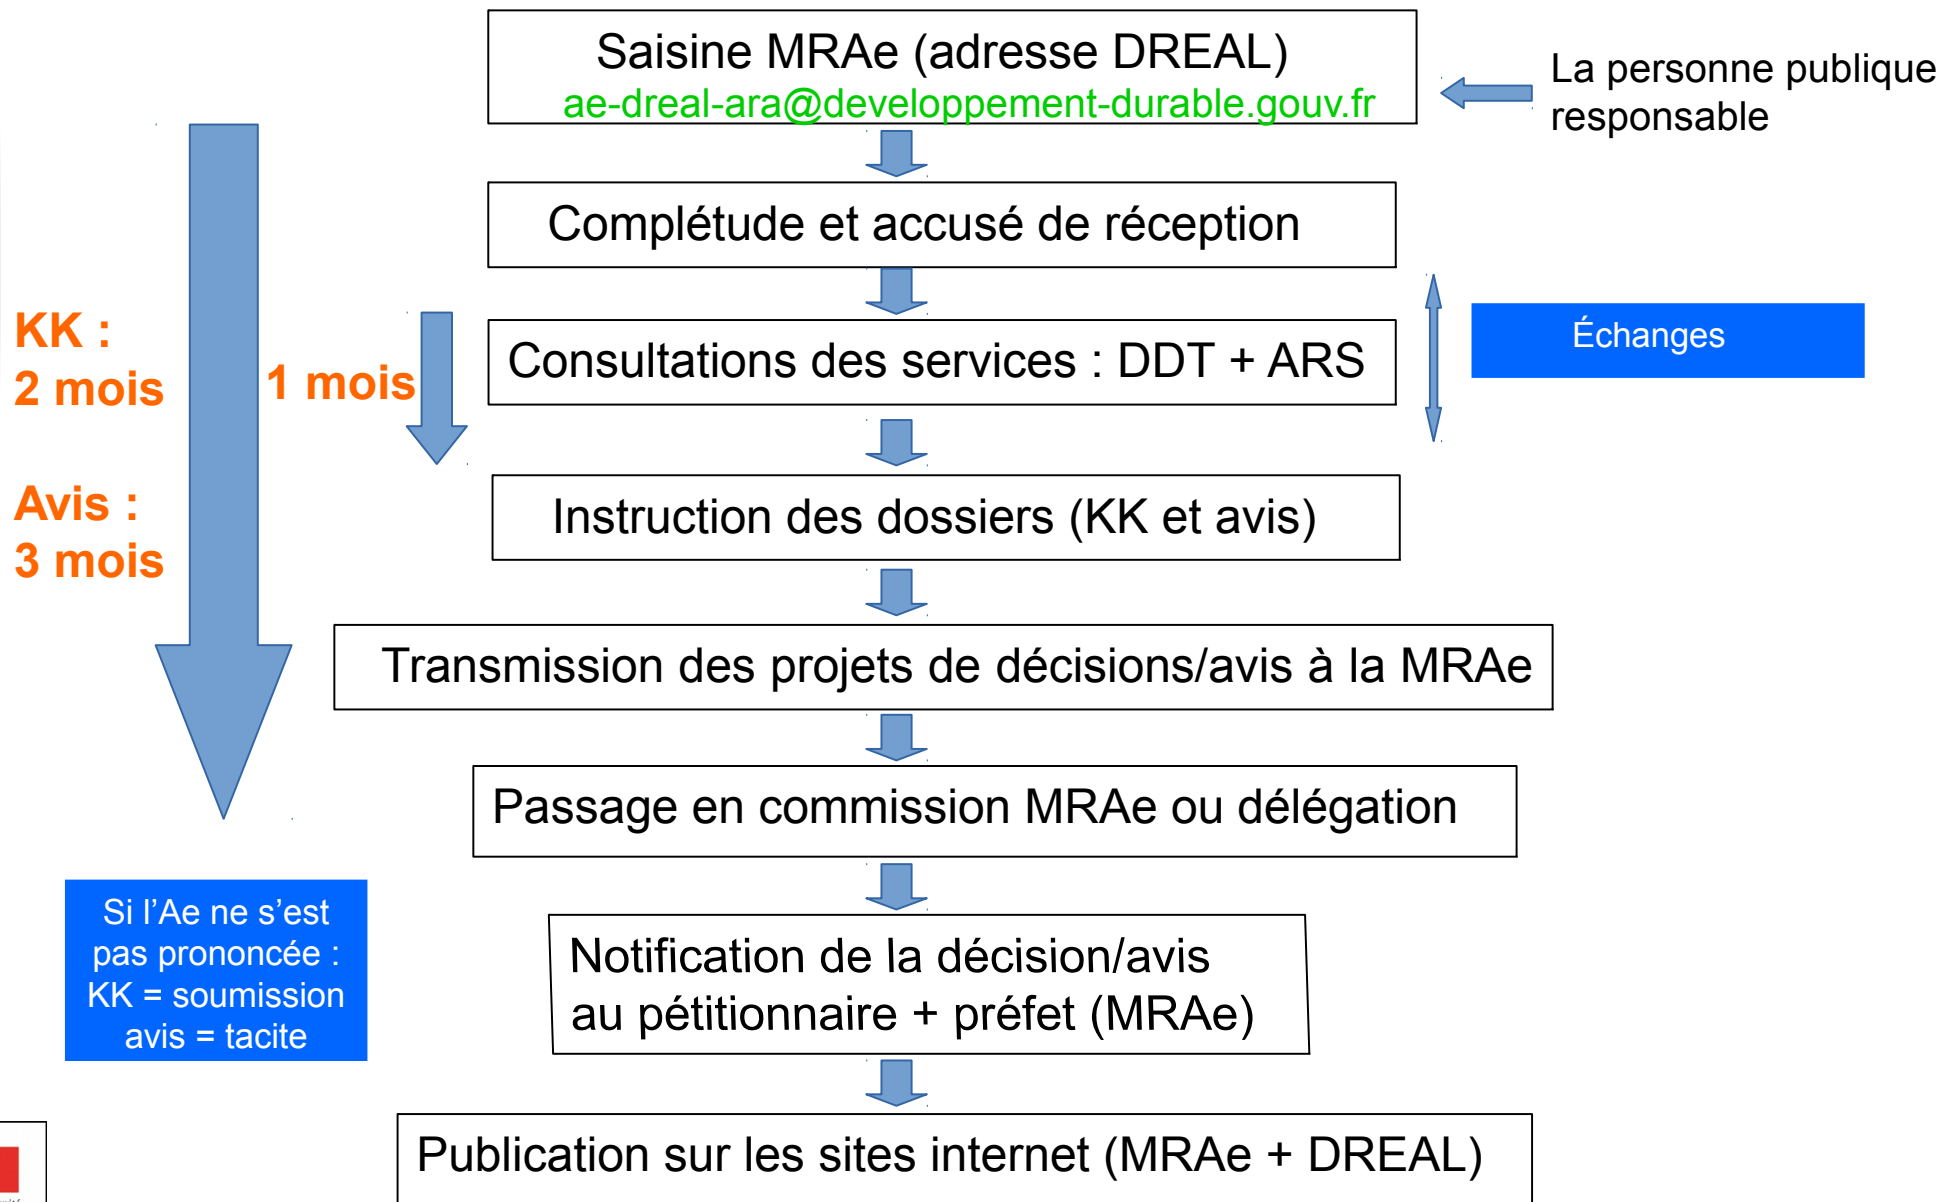 Saisine MRAe (adresse DREAL)
ae-dreal-ara@developpement-durable.gouv.fr
La personne publique
responsable
Complétude et accusé de réception
KK :
2 mois
1 mois
Consultations des services : DDT + ARS
Échanges
Avis :
3 mois
Instruction des dossiers (KK et avis)
Transmission des projets de décisions/avis à la MRAe
Passage en commission MRAe ou délégation
Si l’Ae ne s’est
pas prononcée :
KK = soumission
avis = tacite
Notification de la décision/avis
au pétitionnaire + préfet (MRAe)
Publication sur les sites internet (MRAe + DREAL)